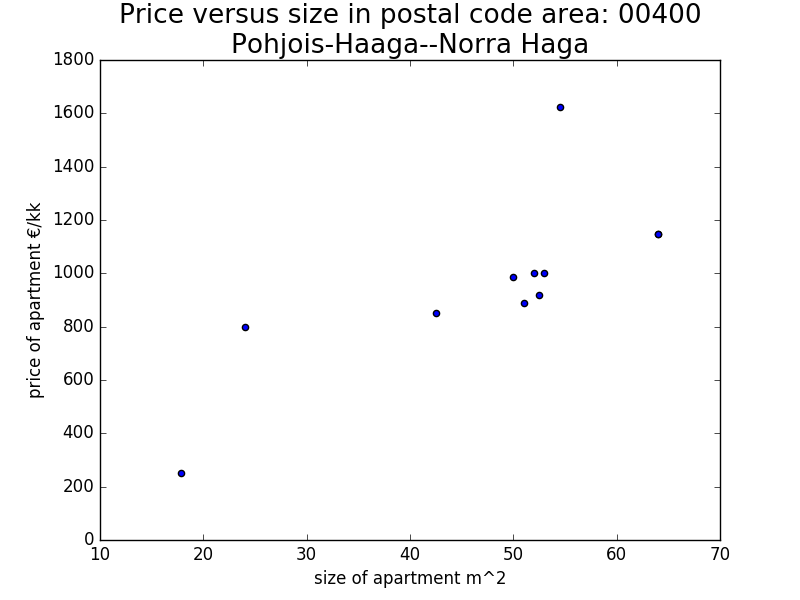 Price versus size in postal code area: 00400
Pohjois-Haaga--Norra Haga
1800
1600
1400
1200
1000
800
600
400
200
0
price of apartment €/kk
10 20 30 40 50 60 70
size of apartment m^2